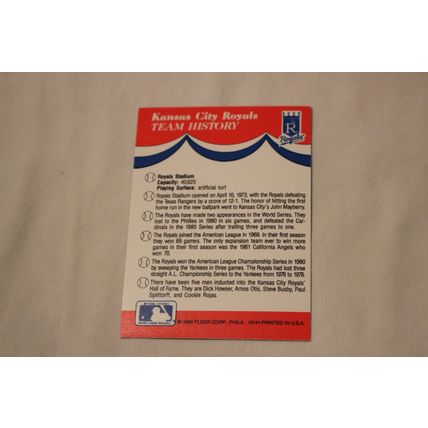 Kansas City Royals
TEAM HISTORY
R
Royals
Royals Stadium
Capacity: 40,625
Playing Surface: artificial turf
Royals Stadium opened on April 10, 1973, with the Royals defeating
the Texas Rangers by a score of 12-1. The honor of hitting the first
home run in the new ballpark went to Kansas City's John Mayberry.
The Royals have made two appearances in the World Series. They
lost to the Phillies in 1980 in six games, and defeated the Car-
dinals in the 1985 Series after trailing three games to one.
The Royals joined the American League in 1969. In their first season
they won 69 games. The only expansion team ever to win more
games in their first season was the 1961 California Angels who
won 70.
The Royals won the American League Championship Series in 1980
by sweeping the Yankees in three games. The Royals had lost three
straight A.L. Championship Series to the Yankees from 1976 to 1978.
There have been five men inducted into the Kansas City Royals'
Hall of Fame. They are Dick Howser, Amos Otis, Steve Busby, Paul
Splittorff, and Cookie Rojas.
© 1989 FLEER CORP., PHILA., 19141-PRINTED IN U.S.A.